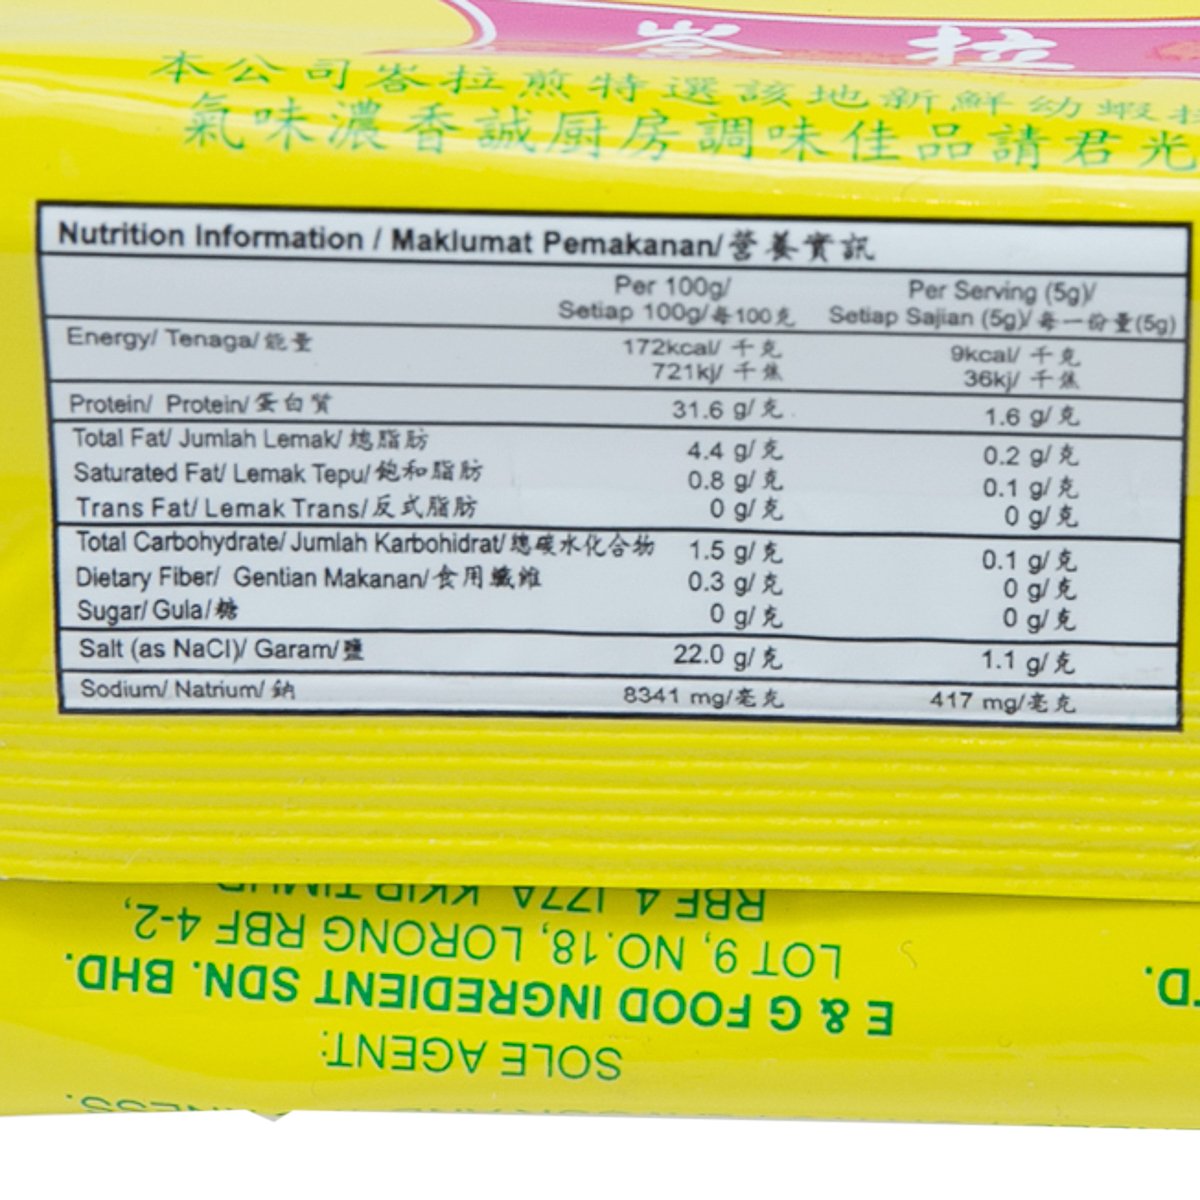 峇拉
本公司峇拉煎特選該地新鮮幼蝦
氣味濃香誠厨房調味佳品請君光
Nutrition Information / Maklumat Pemakanan/營養資訊
Per 100g/ Per Serving (5g)/
Setiap 100g/每100克 Setiap Sajian (5g)/每一份量(5g)
Energy/ Tenaga/能量 172kcal/ 千克 9kcal/ 千克
721kj/ 千焦 36kj/ 千焦
Protein/ Protein/蛋白質 31.6 g/克 1.6 g/克
Total Fat/ Jumlah Lemak/ 總脂肪 4.4 g/克 0.2 g/克
Saturated Fat/ Lemak Tepu/飽和脂肪 0.8 g/克 0.1 g/克
Trans Fat/ Lemak Trans/反式脂肪 0 g/克 0 g/克
Total Carbohydrate/ Jumlah Karbohidrat/總碳水化合物 1.5 g/克 0.1 g/克
Dietary Fiber/ Gentian Makanan/食用纖維 0.3 g/克 0 g/克
Sugar/ Gula/糖 0 g/克 0 g/克
Salt (as NaCl)/ Garam/鹽 22.0 g/克 1.1 g/克
Sodium/ Natrium/ 鈉 8341 mg/毫克 417 mg/毫克
SOLE AGENT:
E & G FOOD INGREDIENT SDN. BHD.
LOT 9, NO.18, LORONG RBF 4-2,
RBF 4, IZZA, KKIP TIMUR